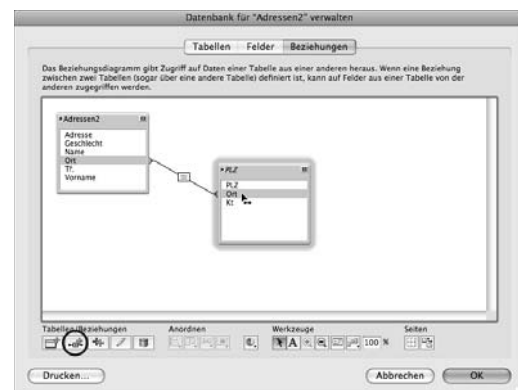 Datenbank für "Adressen2" verwalten
Tabellen Felder Beziehungen
Das Beziehungsdiagramm gibt Zugriff auf Daten einer Tabelle aus einer anderen heraus. Wenn eine Beziehung
zwischen zwei Tabellen (sogar über eine andere Tabelle) definiert ist, kann auf Felder aus einer Tabelle von der
anderen zugegriffen werden.
Adressen2
Adresse
Geschlecht
Name
Ort
Tf.
Vorname
PLZ
PLZ
Ort
Kt
Tabellen/Beziehungen Anordnen Werkzeuge Seiten
A 100 %
Drucken... Abbrechen OK